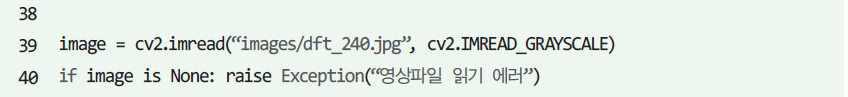 38
39 image = cv2.imread(“images/dft_240.jpg”, cv2.IMREAD_GRAYSCALE)
40 if image is None: raise Exception(“영상파일 읽기 에러”)